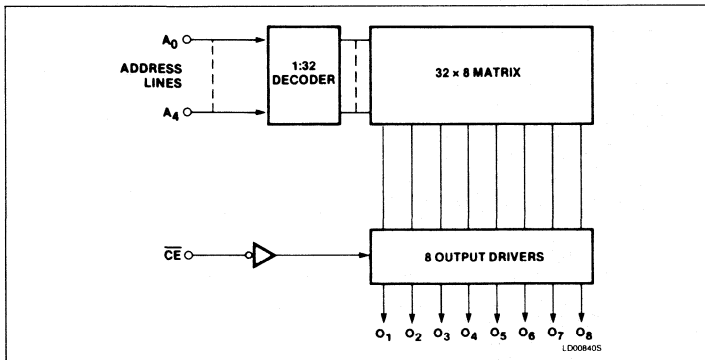 A0
ADDRESS
LINES
A4
1:32
DECODER
32 × 8 MATRIX
CE
8 OUTPUT DRIVERS
O1 O2 O3 O4 O5 O6 O7 O8
LD00840S